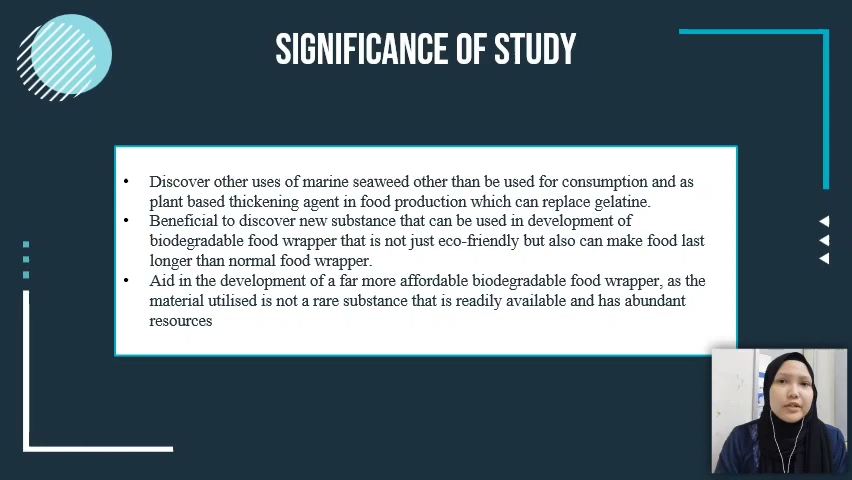 SIGNIFICANCE OF STUDY
• Discover other uses of marine seaweed other than be used for consumption and as
plant based thickening agent in food production which can replace gelatine.
• Beneficial to discover new substance that can be used in development of
biodegradable food wrapper that is not just eco-friendly but also can make food last
longer than normal food wrapper.
• Aid in the development of a far more affordable biodegradable food wrapper, as the
material utilised is not a rare substance that is readily available and has abundant
resources